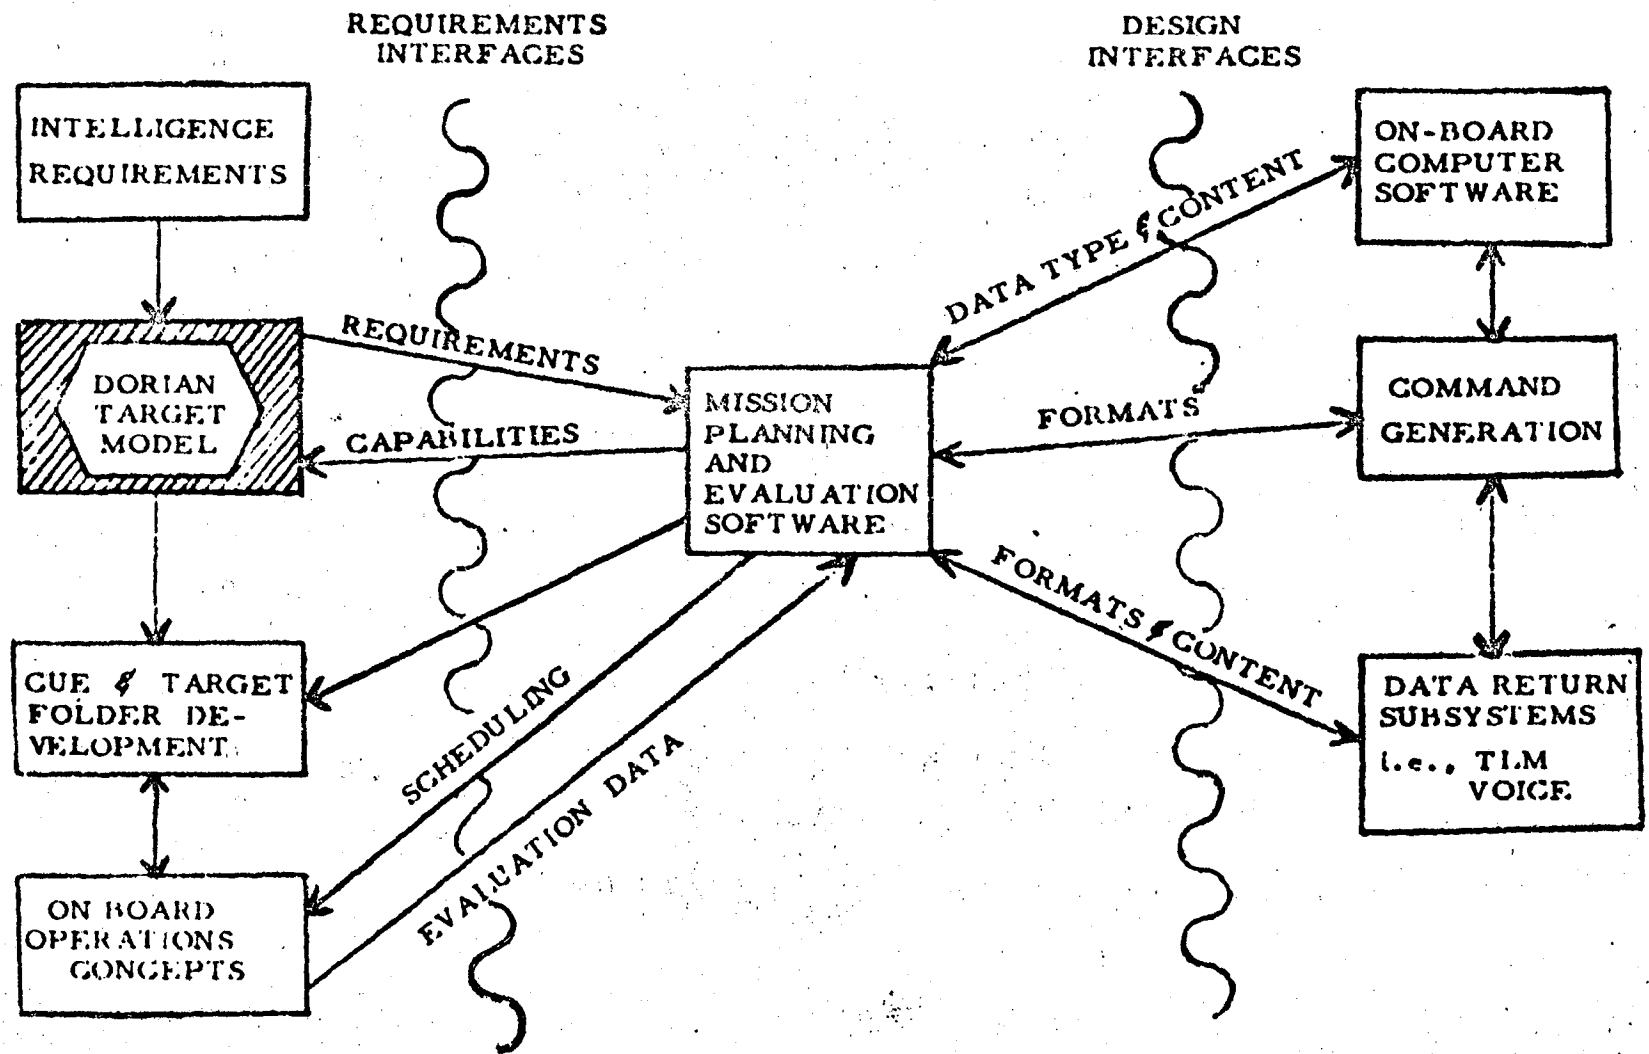 REQUIREMENTS
INTERFACES
DESIGN
INTERFACES
INTELLIGENCE
REQUIREMENTS
ON-BOARD
COMPUTER
SOFTWARE
DATA TYPE & CONTENT
REQUIREMENTS
DORIAN
TARGET
MODEL
CAPABILITIES
MISSION
PLANNING
AND
EVALUATION
SOFTWARE
FORMATS
COMMAND
GENERATION
FORMATS & CONTENT
CUE & TARGET
FOLDER DE-
VELOPMENT
SCHEDULING
EVALUATION DATA
DATA RETURN
SUBSYSTEMS
i.e., TLM
VOICE
ON BOARD
OPERATIONS
CONCEPTS